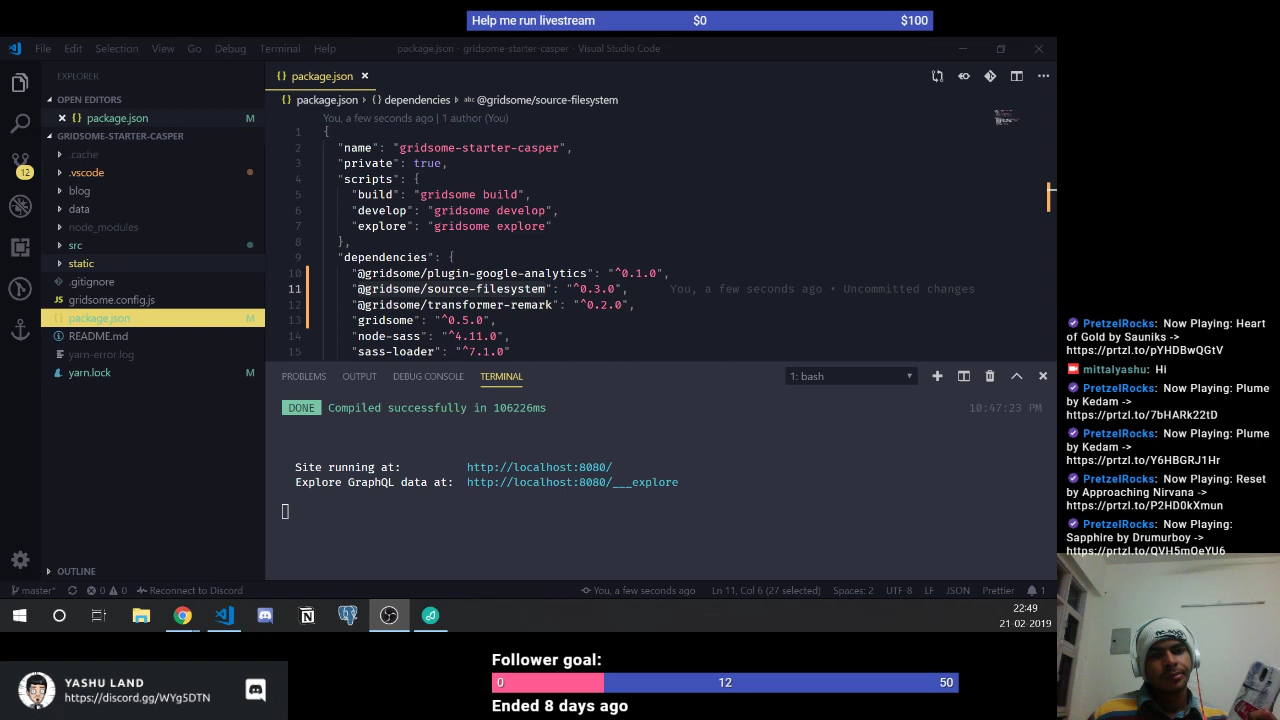 Help me run livestream $0 $100
File Edit Selection View Go Debug Terminal Help package.json - gridsome-starter-casper - Visual Studio Code
EXPLORER
OPEN EDITORS
package.json M
GRIDSOME-STARTER-CASPER
.cache
.vscode
blog
data
node_modules
src
static
.gitignore
gridsome.config.js
package.json M
README.md
yarn-error.log
yarn.lock M
OUTLINE
12
package.json
package.json > {} dependencies > abc @gridsome/source-filesystem
You, a few seconds ago | 1 author (You)
1 {
2 "name": "gridsome-starter-casper",
3 "private": true,
4 "scripts": {
5 "build": "gridsome build",
6 "develop": "gridsome develop",
7 "explore": "gridsome explore"
8 },
9 "dependencies": {
10 "@gridsome/plugin-google-analytics": "^0.1.0",
11 "@gridsome/source-filesystem": "^0.3.0", You, a few seconds ago • Uncommitted changes
12 "@gridsome/transformer-remark": "^0.2.0",
13 "gridsome": "^0.5.0",
14 "node-sass": "^4.11.0",
15 "sass-loader": "^7.1.0"
PROBLEMS OUTPUT DEBUG CONSOLE TERMINAL 1: bash
DONE Compiled successfully in 106226ms 10:47:23 PM
Site running at: http://localhost:8080/
Explore GraphQL data at: http://localhost:8080/___explore
master* 0 0 Reconnect to Discord You, a few seconds ago Ln 11, Col 6 (27 selected) Spaces: 2 UTF-8 LF JSON Prettier 1
22:49
21-02-2019
PretzelRocks: Now Playing: Heart
of Gold by Sauniks ->
https://prtzl.to/pYHDBwQGtV
mittalyashu: Hi
PretzelRocks: Now Playing: Plume
by Kedam ->
https://prtzl.to/7bHARk22tD
PretzelRocks: Now Playing: Plume
by Kedam ->
https://prtzl.to/Y6HBGRJ1Hr
PretzelRocks: Now Playing: Reset
by Approaching Nirvana ->
https://prtzl.to/P2HD0kXmun
PretzelRocks: Now Playing:
Sapphire by Drumurboy ->
https://prtzl.to/QVH5mOeYU6
YASHU LAND
https://discord.gg/WYg5DTN
Follower goal:
0 12 50
Ended 8 days ago